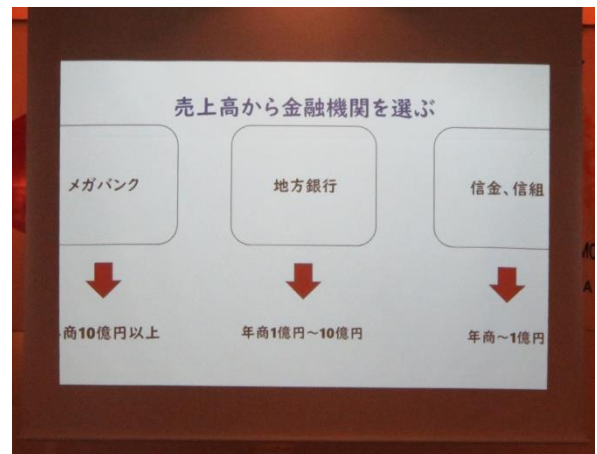 売上高から金融機関を選ぶ
メガバンク
地方銀行
信金、信組
商10億円以上
年商1億円～10億円
年商～1億円